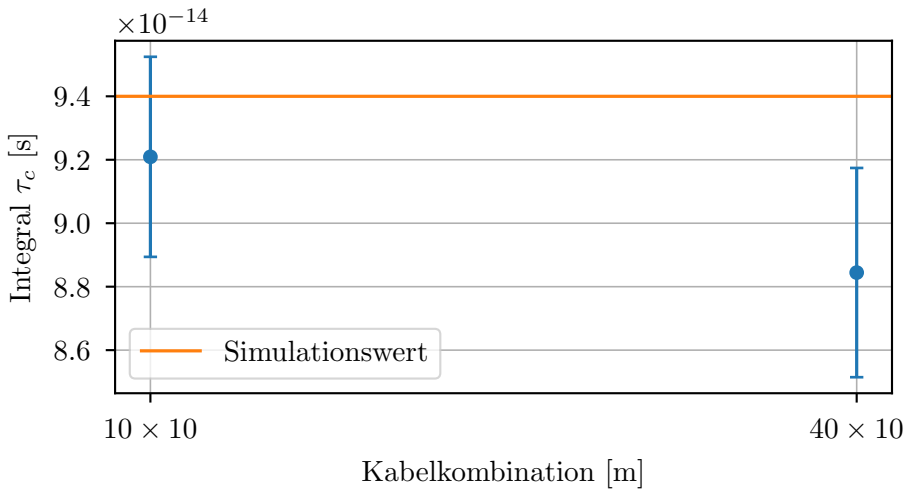 ×10⁻¹⁴
Integral τ_c [s]
9.4
9.2
9.0
8.8
8.6
Simulationswert
10 × 10
40 × 10
Kabelkombination [m]